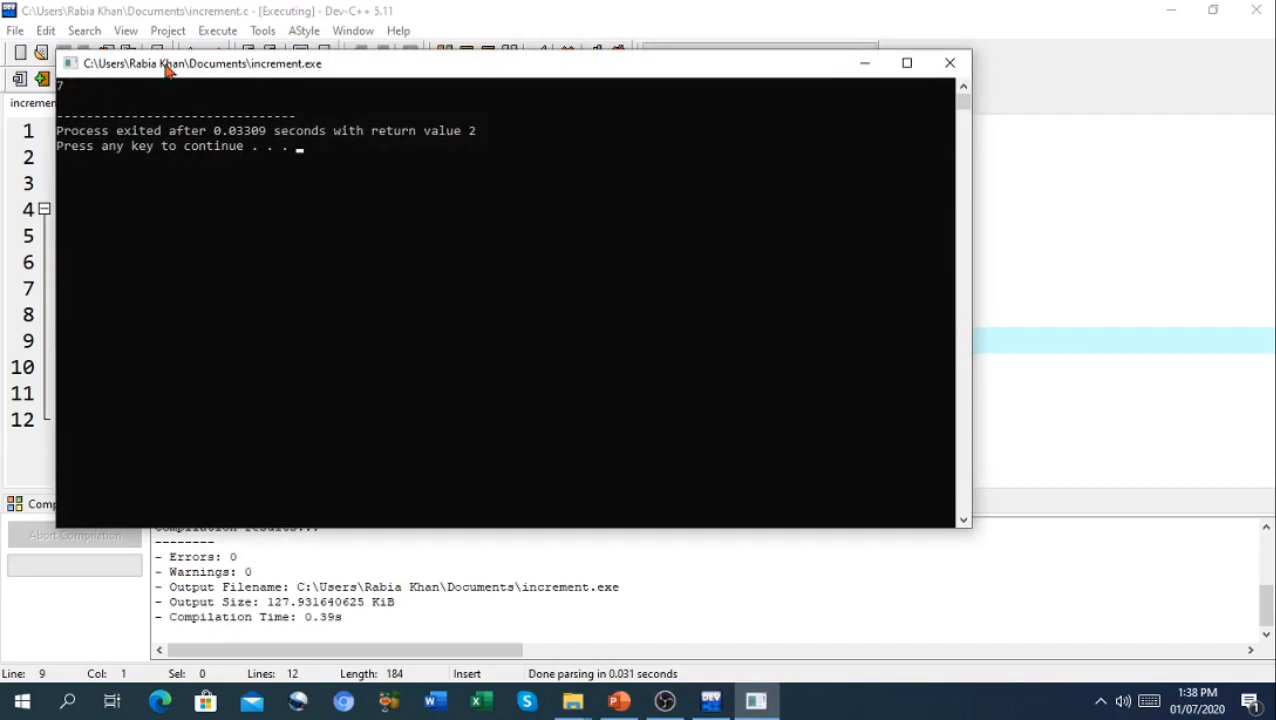 C:\Users\Rabia Khan\Documents\increment.c - [Executing] - Dev-C++ 5.11
File Edit Search View Project Execute Tools AStyle Window Help
C:\Users\Rabia Khan\Documents\increment.exe
7
--------------------------------
Process exited after 0.03309 seconds with return value 2
Press any key to continue . . .
incremen
1
2
3
4
5
6
7
8
9
10
11
12
Comp
Abort Compilation
Compilation results...
--------
- Errors: 0
- Warnings: 0
- Output Filename: C:\Users\Rabia Khan\Documents\increment.exe
- Output Size: 127.931640625 KiB
- Compilation Time: 0.39s
Line: 9 Col: 1 Sel: 0 Lines: 12 Length: 184 Insert Done parsing in 0.031 seconds
1:38 PM
01/07/2020